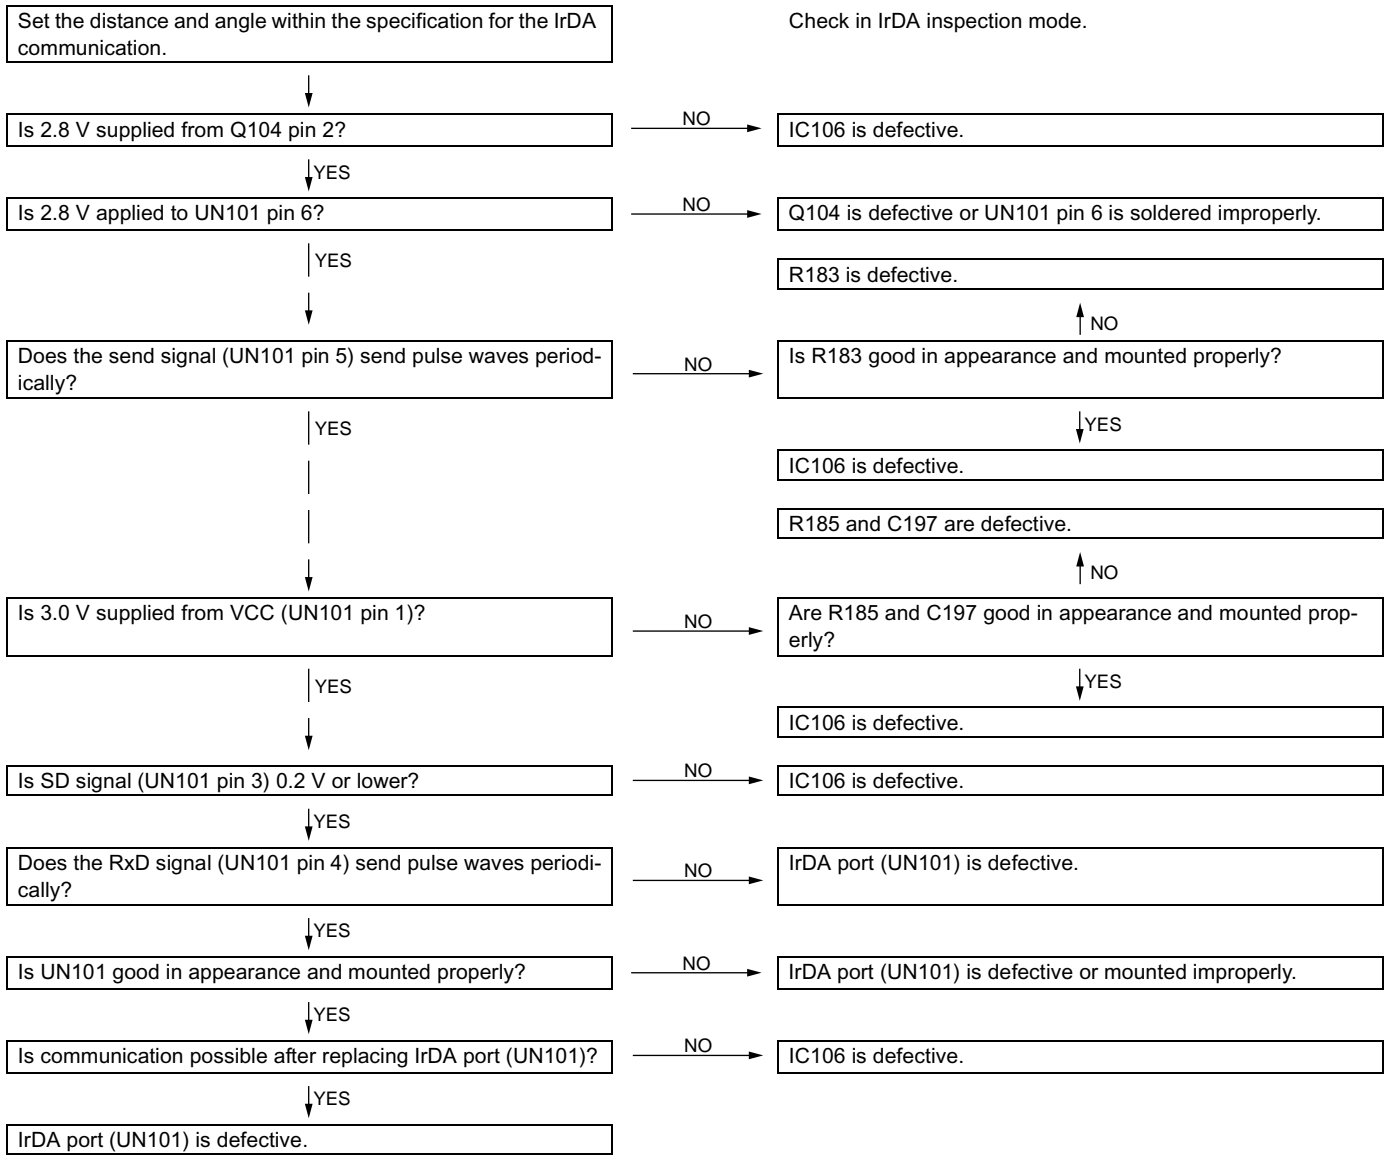 Set the distance and angle within the specification for the IrDA
communication.
Check in IrDA inspection mode.
Is 2.8 V supplied from Q104 pin 2?
NO
IC106 is defective.
YES
Is 2.8 V applied to UN101 pin 6?
NO
Q104 is defective or UN101 pin 6 is soldered improperly.
YES
R183 is defective.
NO
Does the send signal (UN101 pin 5) send pulse waves period-
ically?
NO
Is R183 good in appearance and mounted properly?
YES
YES
IC106 is defective.
R185 and C197 are defective.
NO
Is 3.0 V supplied from VCC (UN101 pin 1)?
NO
Are R185 and C197 good in appearance and mounted prop-
erly?
YES
YES
IC106 is defective.
Is SD signal (UN101 pin 3) 0.2 V or lower?
NO
IC106 is defective.
YES
Does the RxD signal (UN101 pin 4) send pulse waves periodi-
cally?
NO
IrDA port (UN101) is defective.
YES
Is UN101 good in appearance and mounted properly?
NO
IrDA port (UN101) is defective or mounted improperly.
YES
Is communication possible after replacing IrDA port (UN101)?
NO
IC106 is defective.
YES
IrDA port (UN101) is defective.